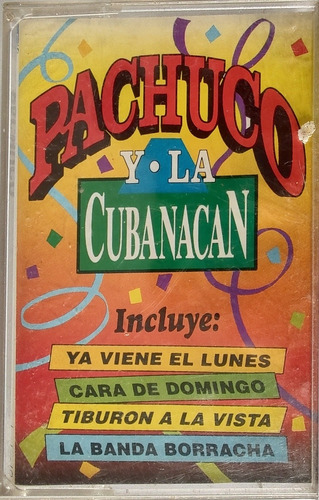 PACHUCO
Y•LA
CUBANACAN
Incluye:
YA VIENE EL LUNES
CARA DE DOMINGO
TIBURON A LA VISTA
LA BANDA BORRACHA